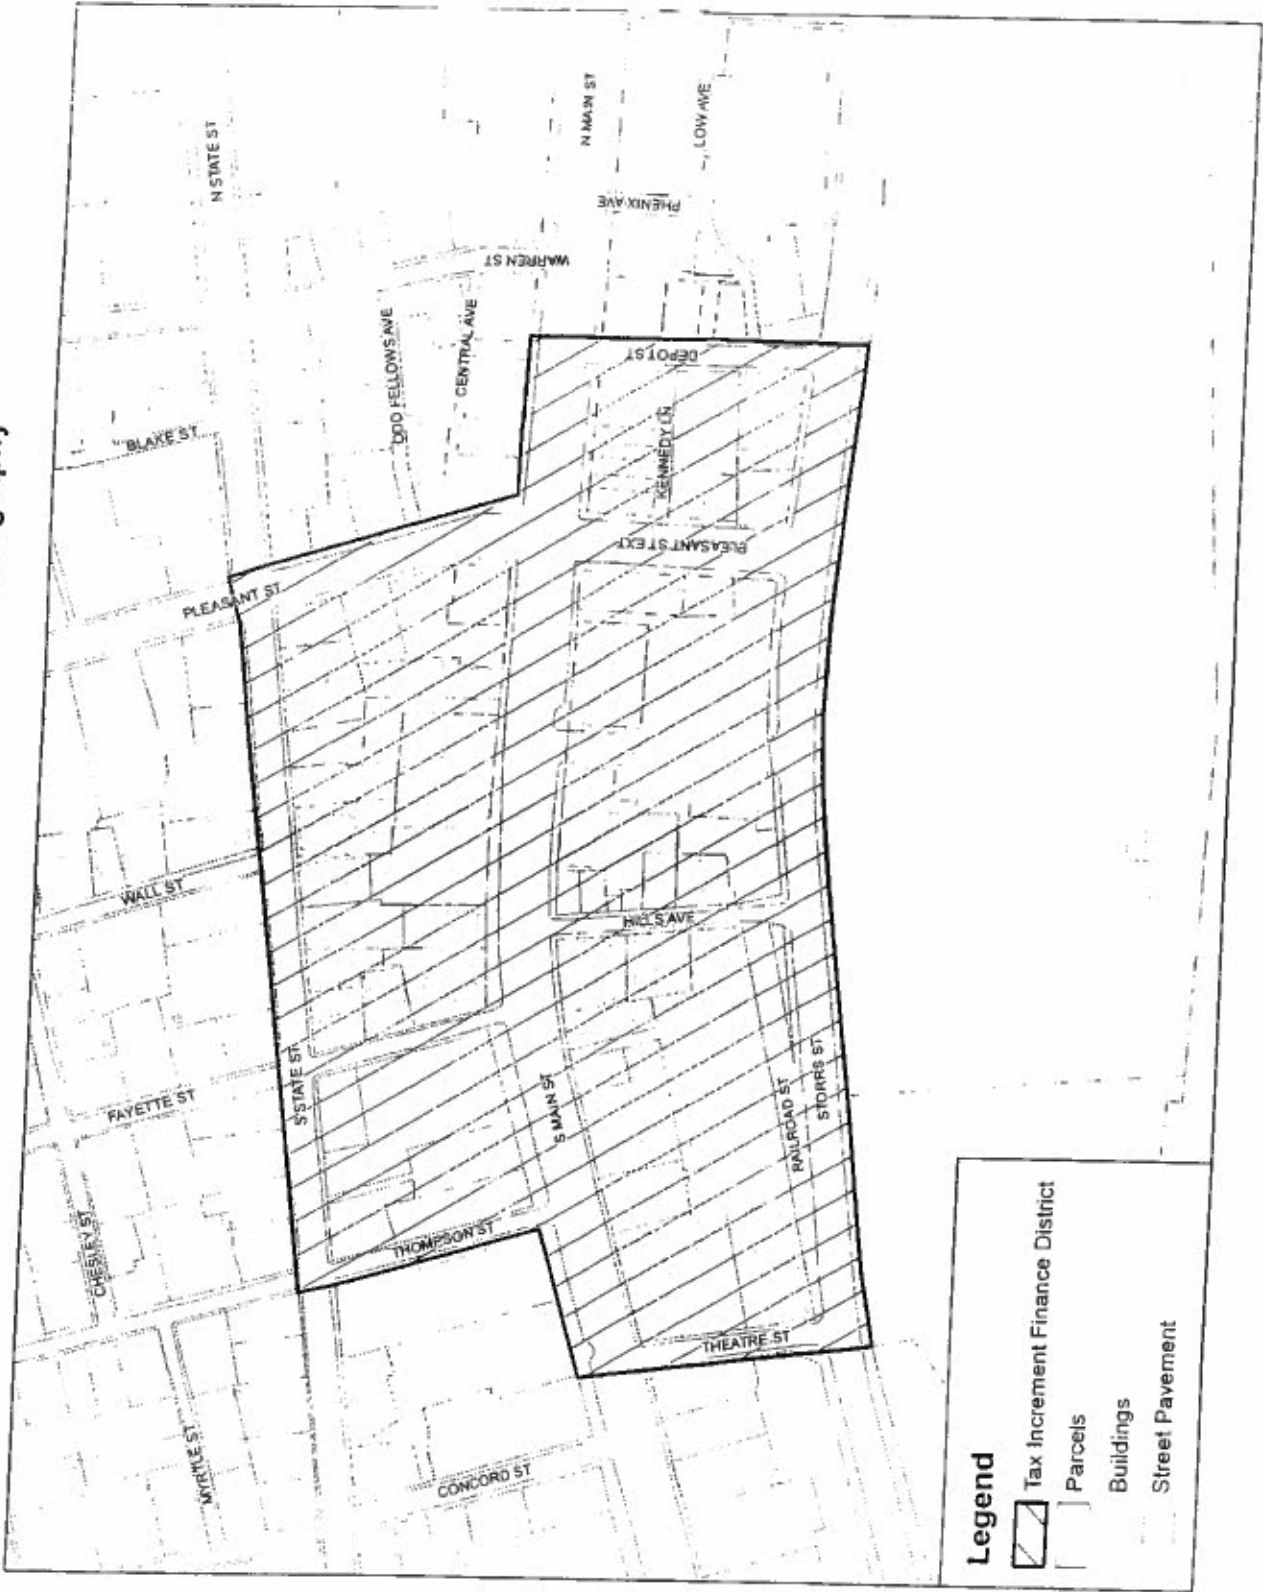 N STATE ST
N MAIN ST
LOW AVE
PHENIX AVE
WARREN ST
ODD FELLOWS AVE
CENTRAL AVE
BLAKE ST
DEPOT ST
KENNEDY LN
PLEASANT ST EXT
PLEASANT ST
WALL ST
HILLS AVE
FAYETTE ST
S STATE ST
S MAIN ST
RAILROAD ST
STORRS ST
CHESLEY ST
THOMPSON ST
THEATRE ST
MYRTLE ST
CONCORD ST
Legend
Tax Increment Finance District
Parcels
Buildings
Street Pavement